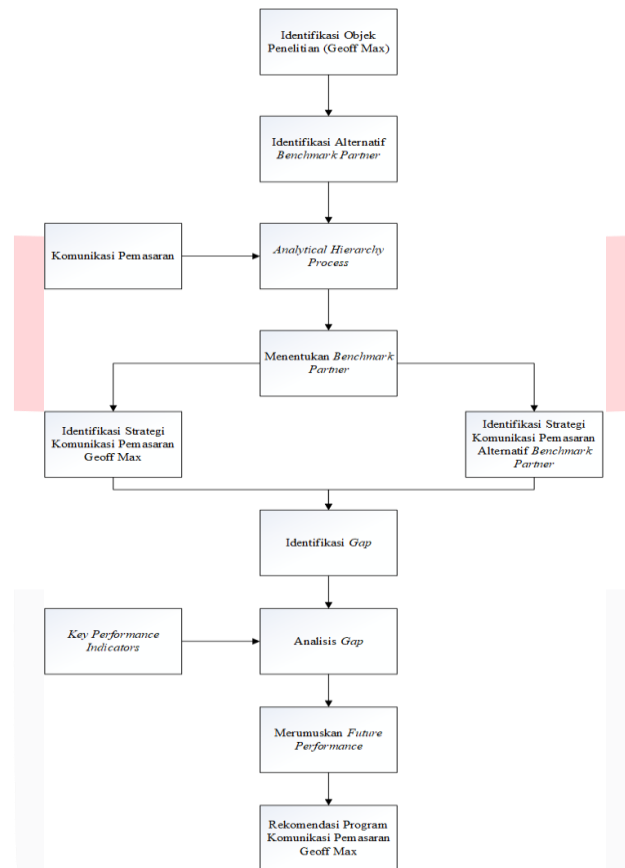 Identifikasi Objek
Penelitian (Geoff Max)
Identifikasi Alternatif
Benchmark Partner
Komunikasi Pemasaran
Analytical Hierarchy
Process
Menentukan Benchmark
Partner
Identifikasi Strategi
Komunikasi Pemasaran
Geoff Max
Identifikasi Strategi
Komunikasi Pemasaran
Alternatif Benchmark
Partner
Identifikasi Gap
Key Performance
Indicators
Analisis Gap
Merumuskan Future
Performance
Rekomendasi Program
Komunikasi Pemasaran
Geoff Max